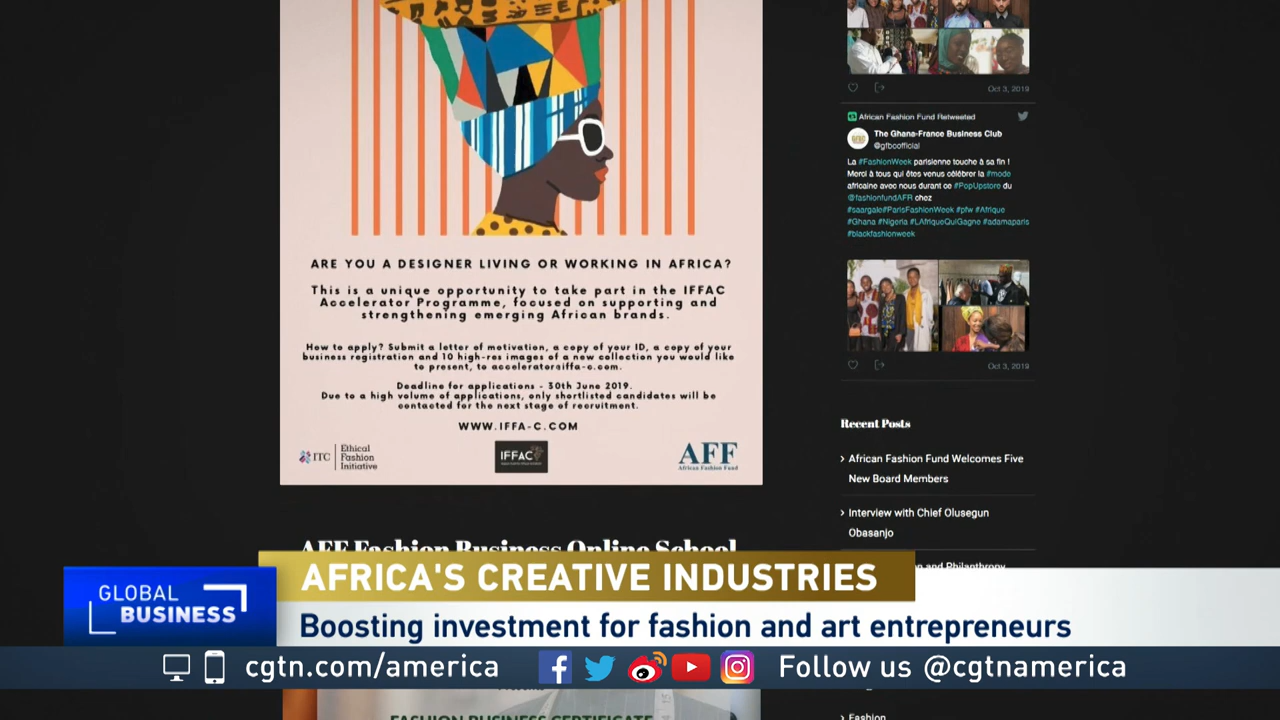 ARE YOU A DESIGNER LIVING OR WORKING IN AFRICA?
This is a unique opportunity to take part in the IFFAC
Accelerator Programme, focused on supporting and
strengthening emerging African brands.
How to apply? Submit a letter of motivation, a copy of your ID, a copy of your
business registration and 10 high-res images of a new collection you would like
to present, to accelerator@iffa-c.com.
Deadline for applications - 30th June 2019.
Due to a high volume of applications, only shortlisted candidates will be
contacted for the next stage of recruitment.
WWW.IFFA-C.COM
ITC
Ethical
Fashion
Initiative
IFFAC
AFF
African Fashion Fund
AFF Fashion Business Online School
Oct 3, 2019
African Fashion Fund Retweeted
The Ghana-France Business Club
@gfbcofficial
La #FashionWeek parisienne touche à sa fin !
Merci à tous qui êtes venus célébrer la #mode
africaine avec nous durant ce #PopUpstore du
@fashionfundAFR chez
#saargale#ParisFashionWeek #pfw #Afrique
#Ghana #Nigeria #LAfriqueQuiGagne #adamaparis
#blackfashionweek
Oct 3, 2019
Recent Posts
African Fashion Fund Welcomes Five
New Board Members
Interview with Chief Olusegun
Obasanjo
and Philanthropy
GLOBAL
BUSINESS
AFRICA'S CREATIVE INDUSTRIES
Boosting investment for fashion and art entrepreneurs
cgtn.com/america
Follow us @cgtnamerica
FASHION BUSINESS CERTIFICATE
Fashion